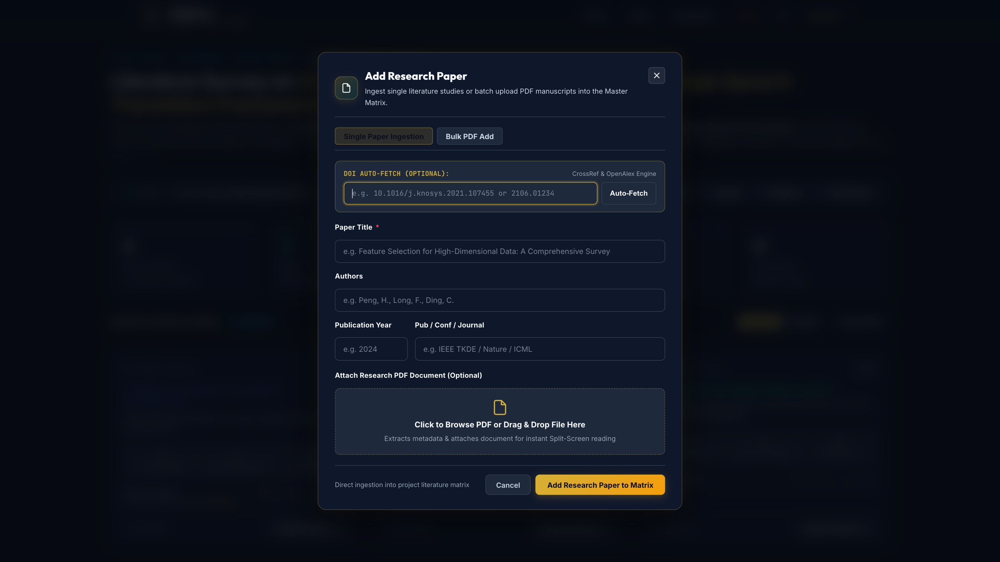 Add Research Paper
Ingest single literature studies or batch upload PDF manuscripts into the Master
Matrix.
Single Paper Ingestion
Bulk PDF Add
DOI AUTO-FETCH (OPTIONAL):
CrossRef & OpenAlex Engine
e.g. 10.1016/j.knosys.2021.107455 or 2106.01234
Auto-Fetch
Paper Title *
e.g. Feature Selection for High-Dimensional Data: A Comprehensive Survey
Authors
e.g. Peng, H., Long, F., Ding, C.
Publication Year
Pub / Conf / Journal
e.g. 2024
e.g. IEEE TKDE / Nature / ICML
Attach Research PDF Document (Optional)
Click to Browse PDF or Drag & Drop File Here
Extracts metadata & attaches document for instant Split-Screen reading
Direct ingestion into project literature matrix
Cancel
Add Research Paper to Matrix